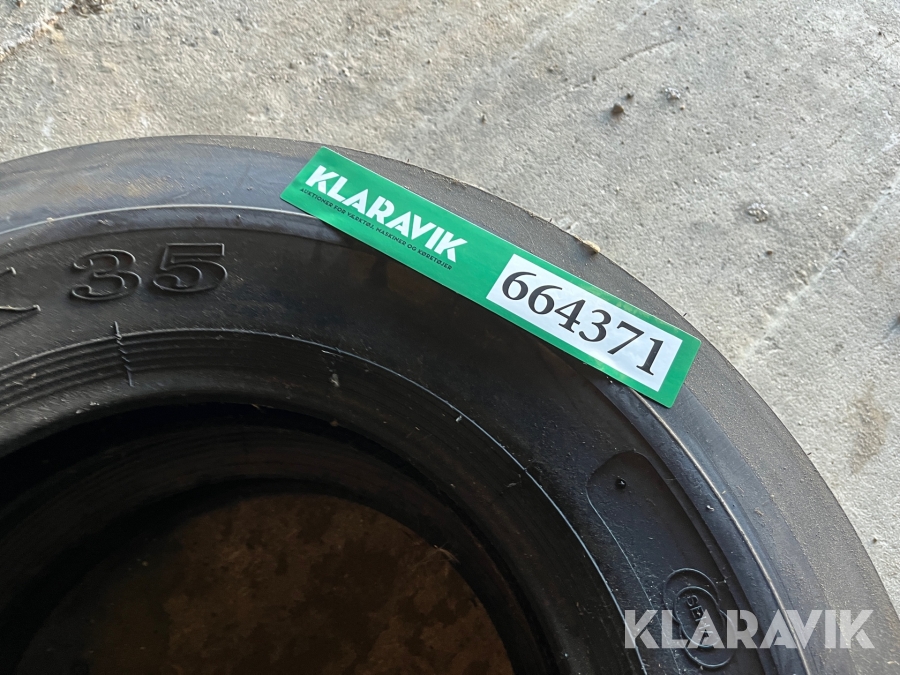 KLARAVIK
AUKTIONER FOR VÆRKTØJ, MASKINER OG KØRETØJER
664371
35
KLARAVIK